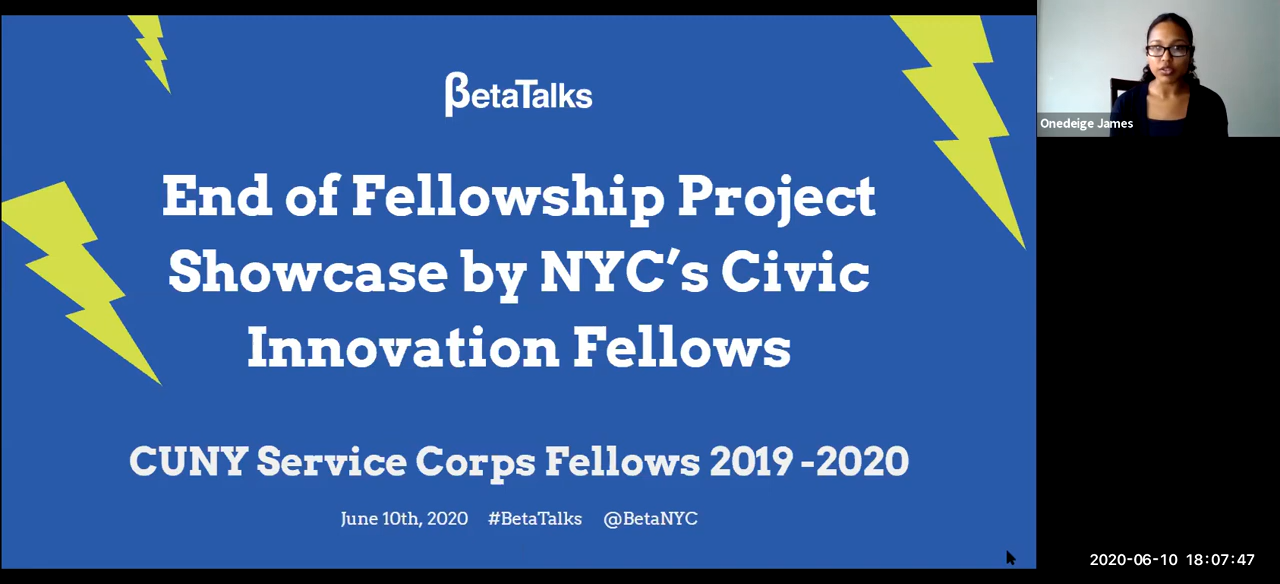 βetaTalks
End of Fellowship Project
Showcase by NYC’s Civic
Innovation Fellows
CUNY Service Corps Fellows 2019 -2020
June 10th, 2020 #BetaTalks @BetaNYC
Onedeige James
2020-06-10 18:07:47